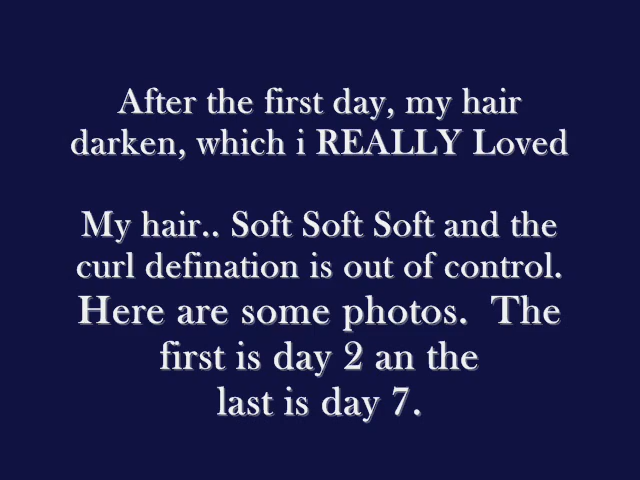 After the first day, my hair
darken, which i REALLY Loved
My hair.. Soft Soft Soft and the
curl defination is out of control.
Here are some photos.  The
first is day 2 an the
last is day 7.